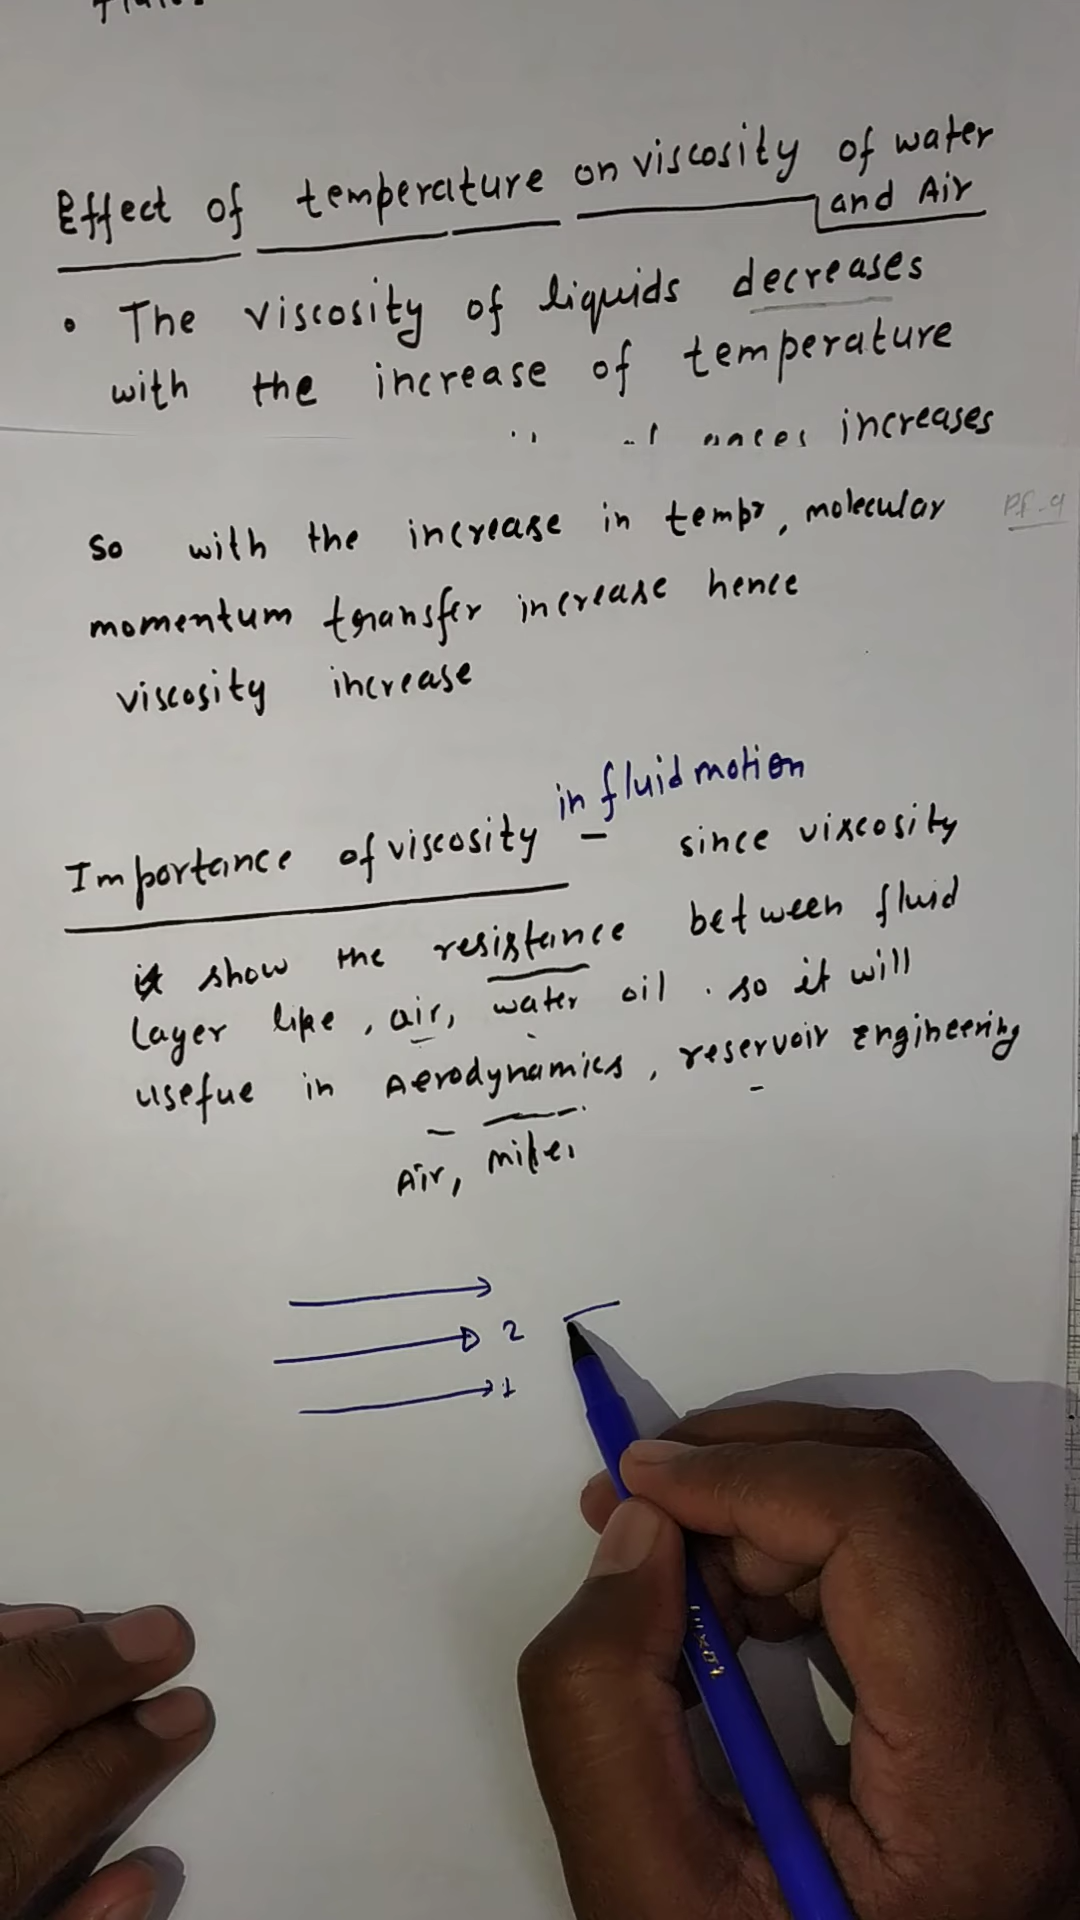 Effect of temperature on viscosity of water
and Air
• The viscosity of liquids decreases
with the increase of temperature
increases
so with the increase in tempr, molecular
momentum transfer increase hence
viscosity increase
in fluid motion
Importance of viscosity - since viscosity
it show the resistance between fluid
layer like, air, water oil. so it will
usefue in Aerodynamics, reservoir Engineering
Air,
2
1
Luxor